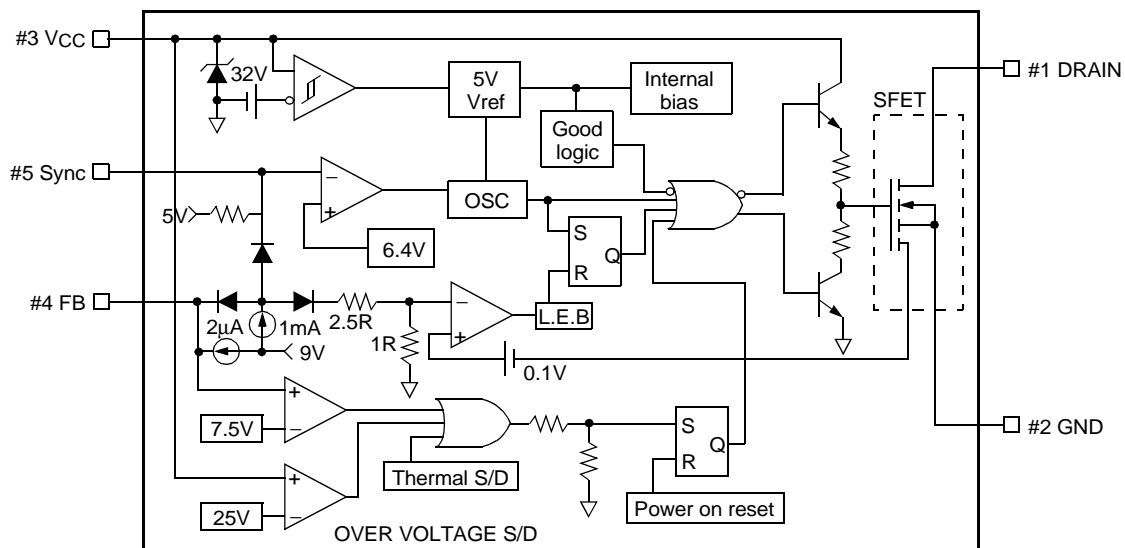 #3 VCC
32V
5V
Vref
Internal
bias
Good
logic
SFET
#1 DRAIN
#5 Sync
5V
−
+
6.4V
OSC
S
R
Q
#4 FB
2μA
1mA
9V
2.5R
1R
−
+
L.E.B
0.1V
+
−
7.5V
Thermal S/D
S
R
Q
#2 GND
+
−
25V
Power on reset
OVER VOLTAGE S/D